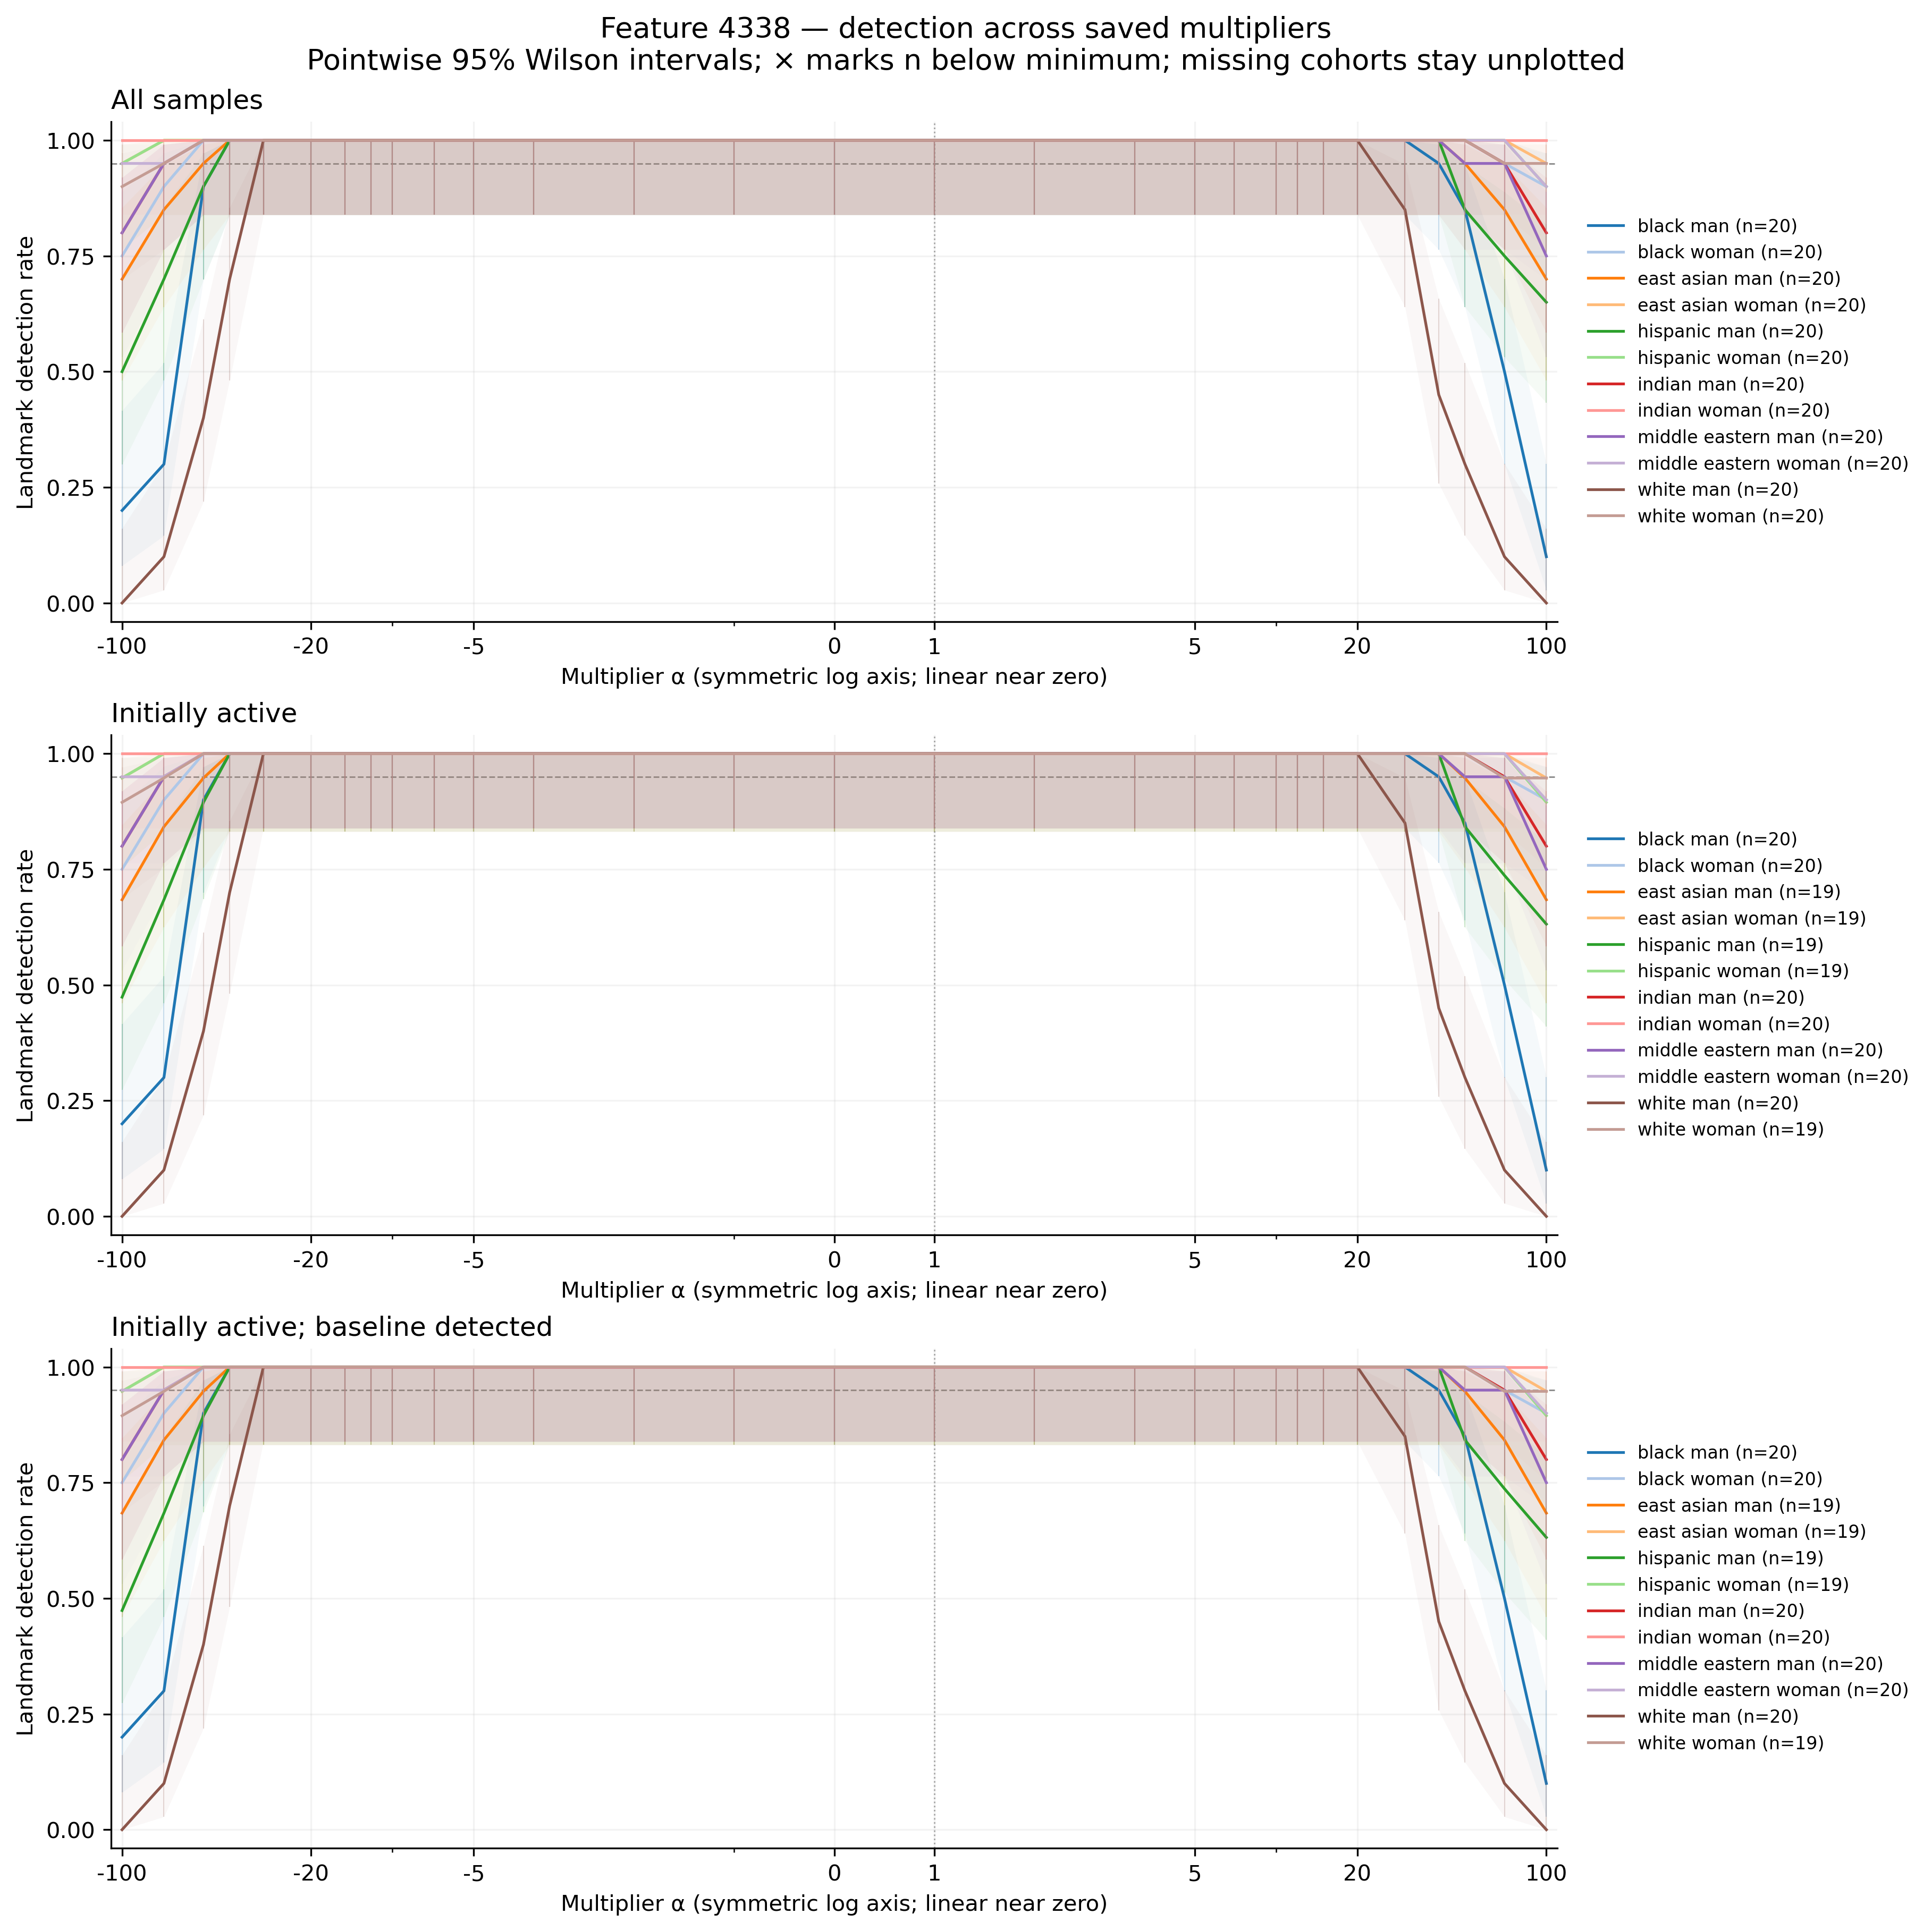 Feature 4338 — detection across saved multipliers
Pointwise 95% Wilson intervals; × marks n below minimum; missing cohorts stay unplotted
All samples
1.00
0.75
0.50
0.25
0.00
Landmark detection rate
-100
-20
-5
0
1
5
20
100
Multiplier α (symmetric log axis; linear near zero)
black man (n=20)
black woman (n=20)
east asian man (n=20)
east asian woman (n=20)
hispanic man (n=20)
hispanic woman (n=20)
indian man (n=20)
indian woman (n=20)
middle eastern man (n=20)
middle eastern woman (n=20)
white man (n=20)
white woman (n=20)
Initially active
1.00
0.75
0.50
0.25
0.00
Landmark detection rate
-100
-20
-5
0
1
5
20
100
Multiplier α (symmetric log axis; linear near zero)
black man (n=20)
black woman (n=20)
east asian man (n=19)
east asian woman (n=19)
hispanic man (n=19)
hispanic woman (n=19)
indian man (n=20)
indian woman (n=20)
middle eastern man (n=20)
middle eastern woman (n=20)
white man (n=20)
white woman (n=19)
Initially active; baseline detected
1.00
0.75
0.50
0.25
0.00
Landmark detection rate
-100
-20
-5
0
1
5
20
100
Multiplier α (symmetric log axis; linear near zero)
black man (n=20)
black woman (n=20)
east asian man (n=19)
east asian woman (n=19)
hispanic man (n=19)
hispanic woman (n=19)
indian man (n=20)
indian woman (n=20)
middle eastern man (n=20)
middle eastern woman (n=20)
white man (n=20)
white woman (n=19)